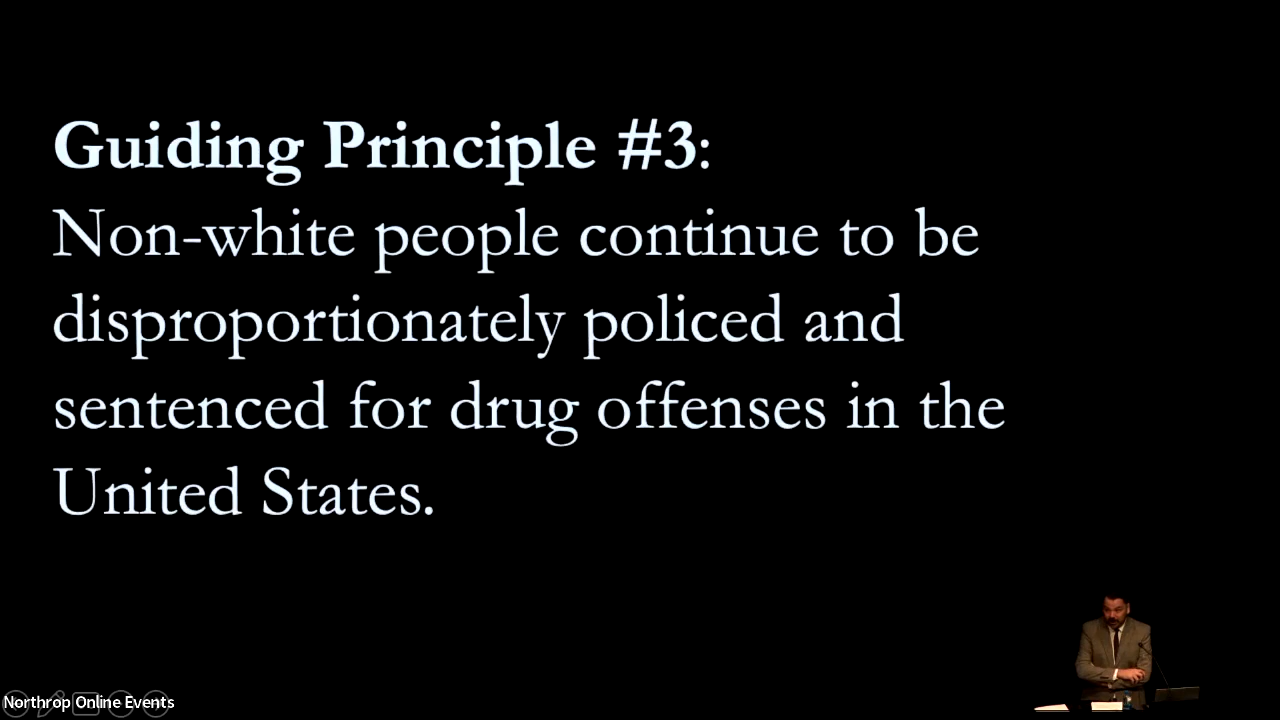 Guiding Principle #3:
Non-white people continue to be
disproportionately policed and
sentenced for drug offenses in the
United States.
Northrop Online Events